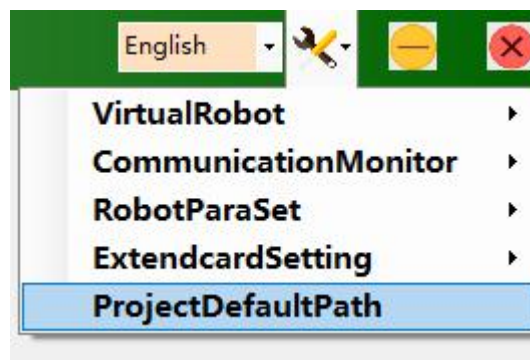 English
VirtualRobot
CommunicationMonitor
RobotParaSet
ExtendcardSetting
ProjectDefaultPath